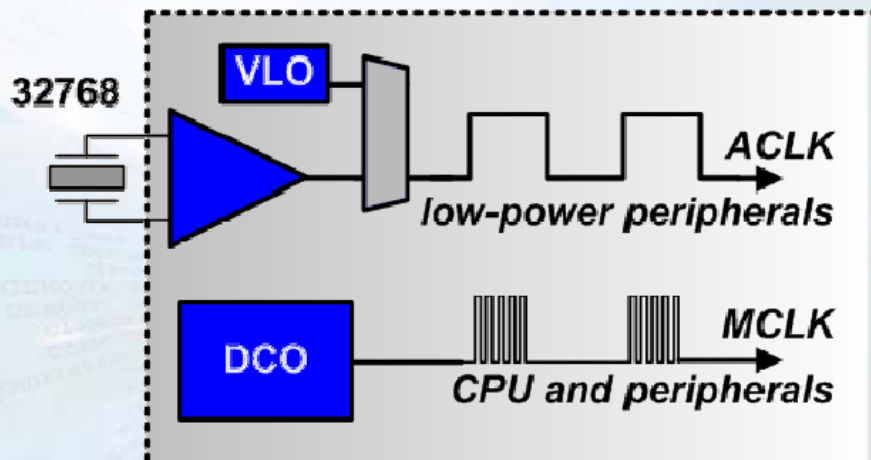 VLO
32768
ACLK
low-power peripherals
MCLK
DCO
CPU and peripherals